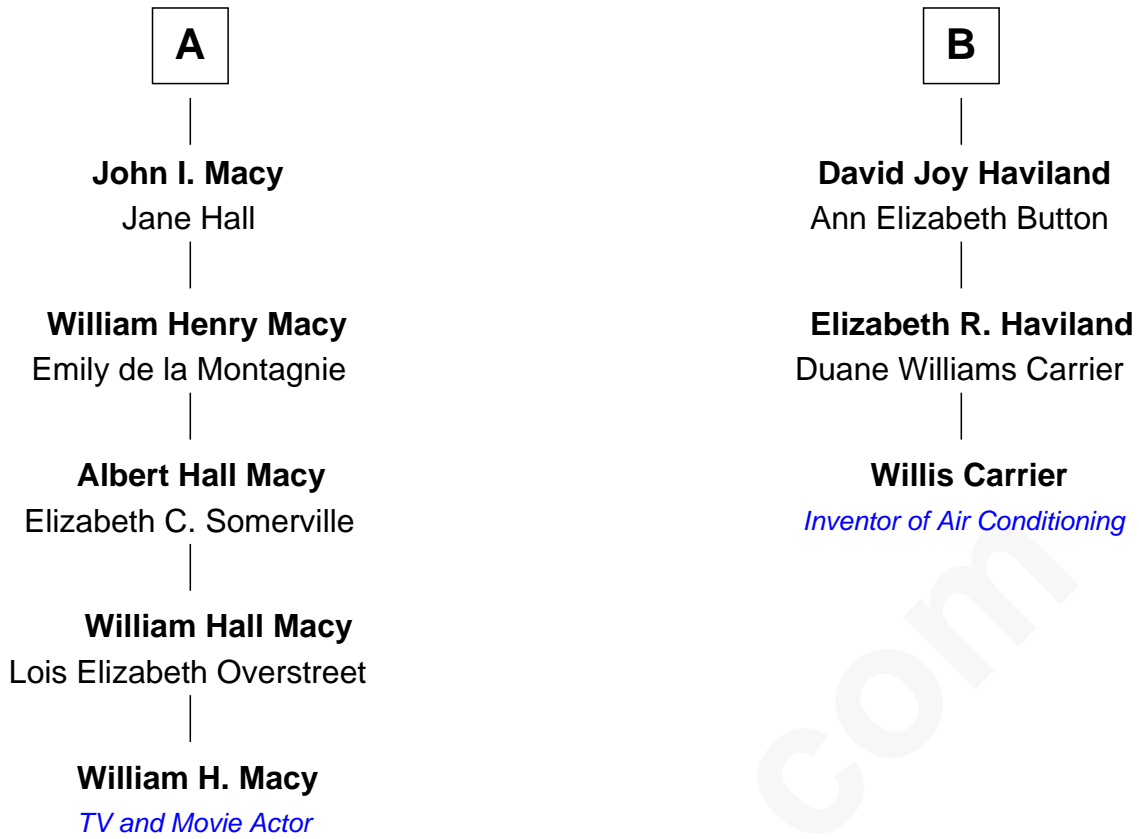 A
John I. Macy
Jane Hall
William Henry Macy
Emily de la Montagnie
Albert Hall Macy
Elizabeth C. Somerville
William Hall Macy
Lois Elizabeth Overstreet
William H. Macy
TV and Movie Actor
B
David Joy Haviland
Ann Elizabeth Button
Elizabeth R. Haviland
Duane Williams Carrier
Willis Carrier
Inventor of Air Conditioning
com